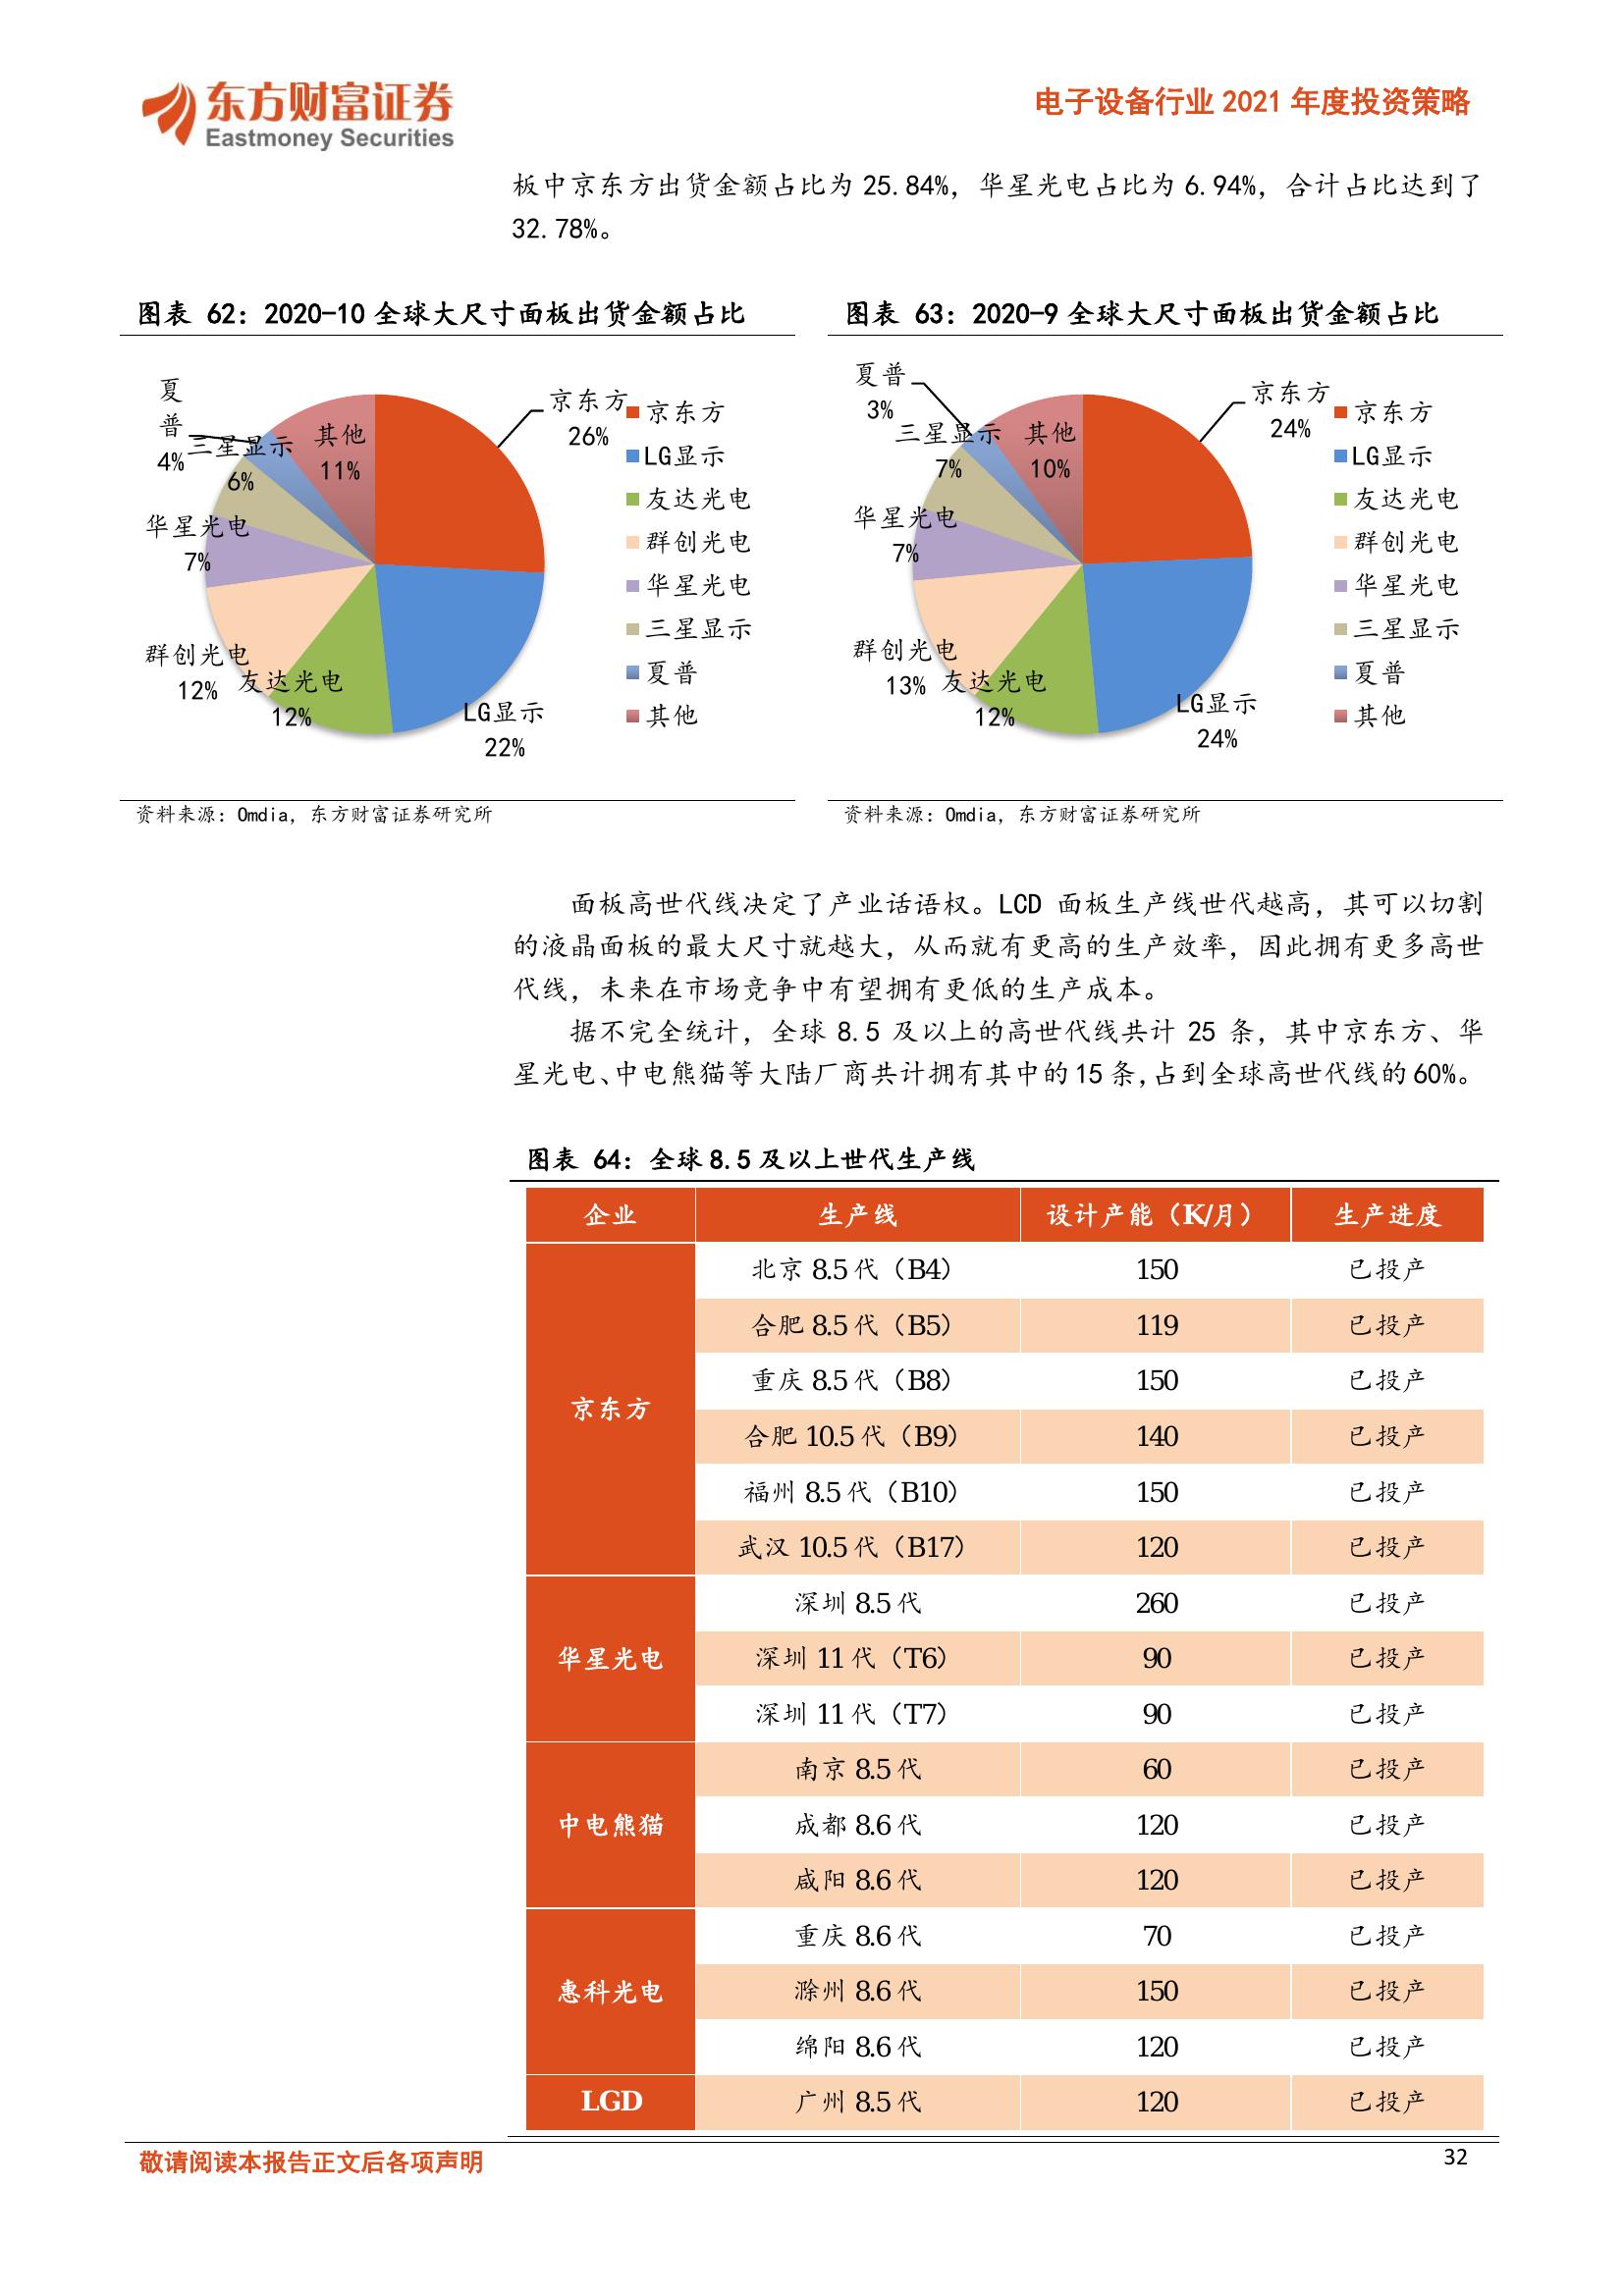 东方财富证券
Eastmoney Securities
电子设备行业 2021 年度投资策略
板中京东方出货金额占比为 25.84%，华星光电占比为 6.94%，合计占比达到了
32.78%。
图表 62：2020-10 全球大尺寸面板出货金额占比
京东方
26%
LG显示
22%
友达光电
12%
群创光电
12%
华星光电
7%
三星显示
6%
夏
普
4%
其他
11%
京东方
LG显示
友达光电
群创光电
华星光电
三星显示
夏普
其他
资料来源：Omdia，东方财富证券研究所
图表 63：2020-9 全球大尺寸面板出货金额占比
京东方
24%
LG显示
24%
友达光电
12%
群创光电
13%
华星光电
7%
三星显示
7%
夏普
3%
其他
10%
京东方
LG显示
友达光电
群创光电
华星光电
三星显示
夏普
其他
资料来源：Omdia，东方财富证券研究所
面板高世代线决定了产业话语权。LCD 面板生产线世代越高，其可以切割
的液晶面板的最大尺寸就越大，从而就有更高的生产效率，因此拥有更多高世
代线，未来在市场竞争中有望拥有更低的生产成本。
据不完全统计，全球 8.5 及以上的高世代线共计 25 条，其中京东方、华
星光电、中电熊猫等大陆厂商共计拥有其中的 15 条，占到全球高世代线的 60%。
图表 64：全球 8.5 及以上世代生产线
企业 生产线 设计产能（K/月） 生产进度
京东方
北京 8.5 代（B4） 150 已投产
合肥 8.5 代（B5） 119 已投产
重庆 8.5 代（B8） 150 已投产
合肥 10.5 代（B9） 140 已投产
福州 8.5 代（B10） 150 已投产
武汉 10.5 代（B17） 120 已投产
华星光电
深圳 8.5 代 260 已投产
深圳 11 代（T6） 90 已投产
深圳 11 代（T7） 90 已投产
中电熊猫
南京 8.5 代 60 已投产
成都 8.6 代 120 已投产
咸阳 8.6 代 120 已投产
惠科光电
重庆 8.6 代 70 已投产
滁州 8.6 代 150 已投产
绵阳 8.6 代 120 已投产
LGD 广州 8.5 代 120 已投产
敬请阅读本报告正文后各项声明
32